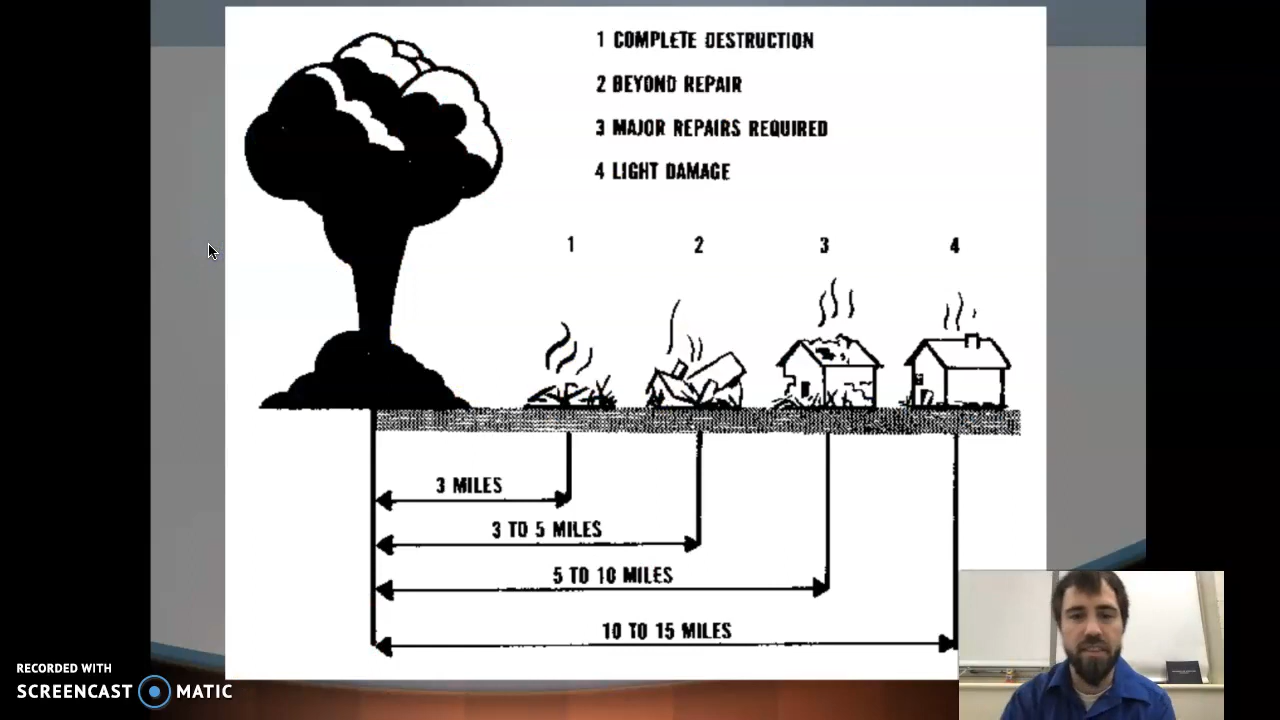 1 COMPLETE DESTRUCTION
2 BEYOND REPAIR
3 MAJOR REPAIRS REQUIRED
4 LIGHT DAMAGE
1 2 3 4
3 MILES
3 TO 5 MILES
5 TO 10 MILES
10 TO 15 MILES
RECORDED WITH
SCREENCAST MATIC